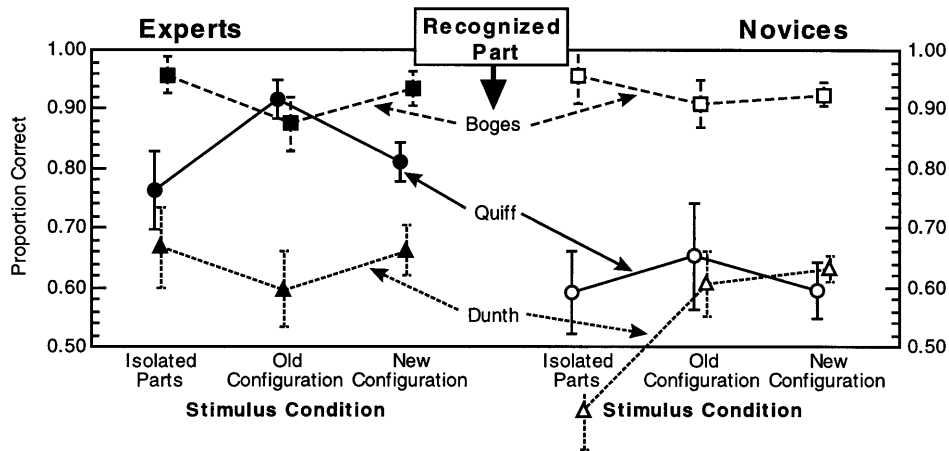 Experts
Recognized
Part
Novices
1.00
0.90
0.80
0.70
0.60
0.50
Proportion Correct
1.00
0.90
0.80
0.70
0.60
0.50
Boges
Quiff
Dunth
Isolated
Parts
Old
Configuration
New
Configuration
Isolated
Parts
Old
Configuration
New
Configuration
Stimulus Condition
Stimulus Condition